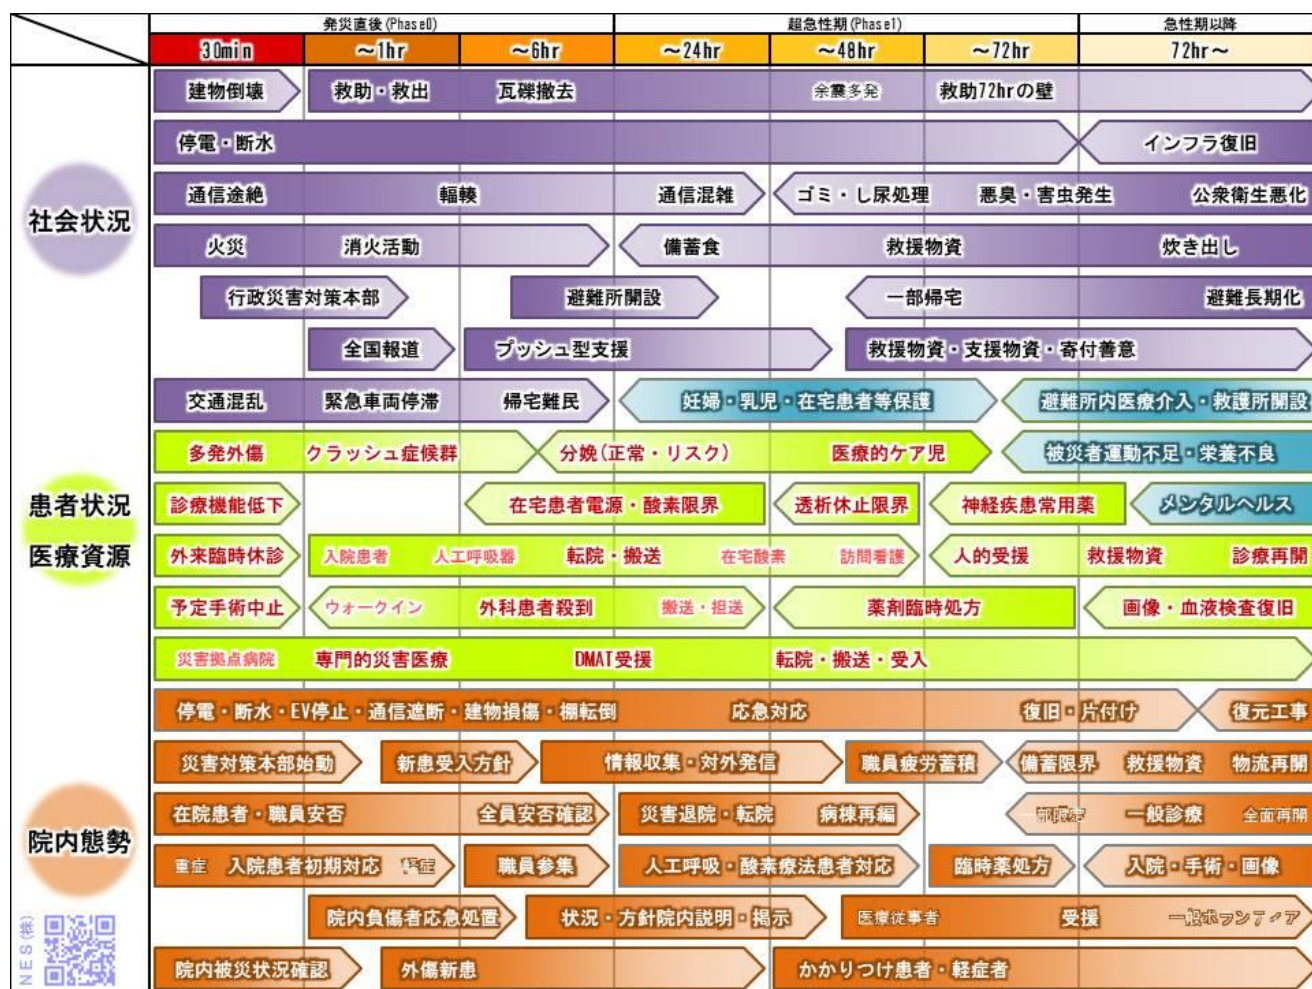 発災直後(Phase0) 超急性期(Phase1) 急性期以降
30min ～1hr ～6hr ～24hr ～48hr ～72hr 72hr～
建物倒壊 救助・救出 瓦礫撤去 余震多発 救助72hrの壁
停電・断水 インフラ復旧
通信途絶 輻輳 通信混雑 ゴミ・し尿処理 悪臭・害虫発生 公衆衛生悪化
社会状況
火災 消火活動 備蓄食 救援物資 炊き出し
行政災害対策本部 避難所開設 一部帰宅 避難長期化
全国報道 プッシュ型支援 救援物資・支援物資・寄付善意
交通混乱 緊急車両停滞 帰宅難民 妊婦・乳児・在宅患者等保護 避難所内医療介入・救護所開設
多発外傷 クラッシュ症候群 分娩(正常・リスク) 医療的ケア児 被災者運動不足・栄養不良
患者状況
診療機能低下 在宅患者電源・酸素限界 透析休止限界 神経疾患常用薬 メンタルヘルス
医療資源
外来臨時休診 入院患者 人工呼吸器 転院・搬送 在宅酸素 訪問看護 人的受援 救援物資 診療再開
予定手術中止 ウォークイン 外科患者殺到 搬送・担送 薬剤臨時処方 画像・血液検査復旧
災害拠点病院 専門的災害医療 DMAT受援 転院・搬送・受入
停電・断水・EV停止・通信遮断・建物損傷・棚転倒 応急対応 復旧・片付け 復元工事
災害対策本部始動 新患受入方針 情報収集・対外発信 職員疲労蓄積 備蓄限界 救援物資 物流再開
在院患者・職員安否 全員安否確認 災害退院・転院 病棟再編 一部限定 一般診療 全面再開
院内態勢
重症 入院患者初期対応 軽症 職員参集 人工呼吸・酸素療法患者対応 臨時薬処方 入院・手術・画像
院内負傷者応急処置 状況・方針院内説明・掲示 医療従事者 受援 一般ボランティア
院内被災状況確認 外傷新患 かかりつけ患者・軽症者
NES(株)